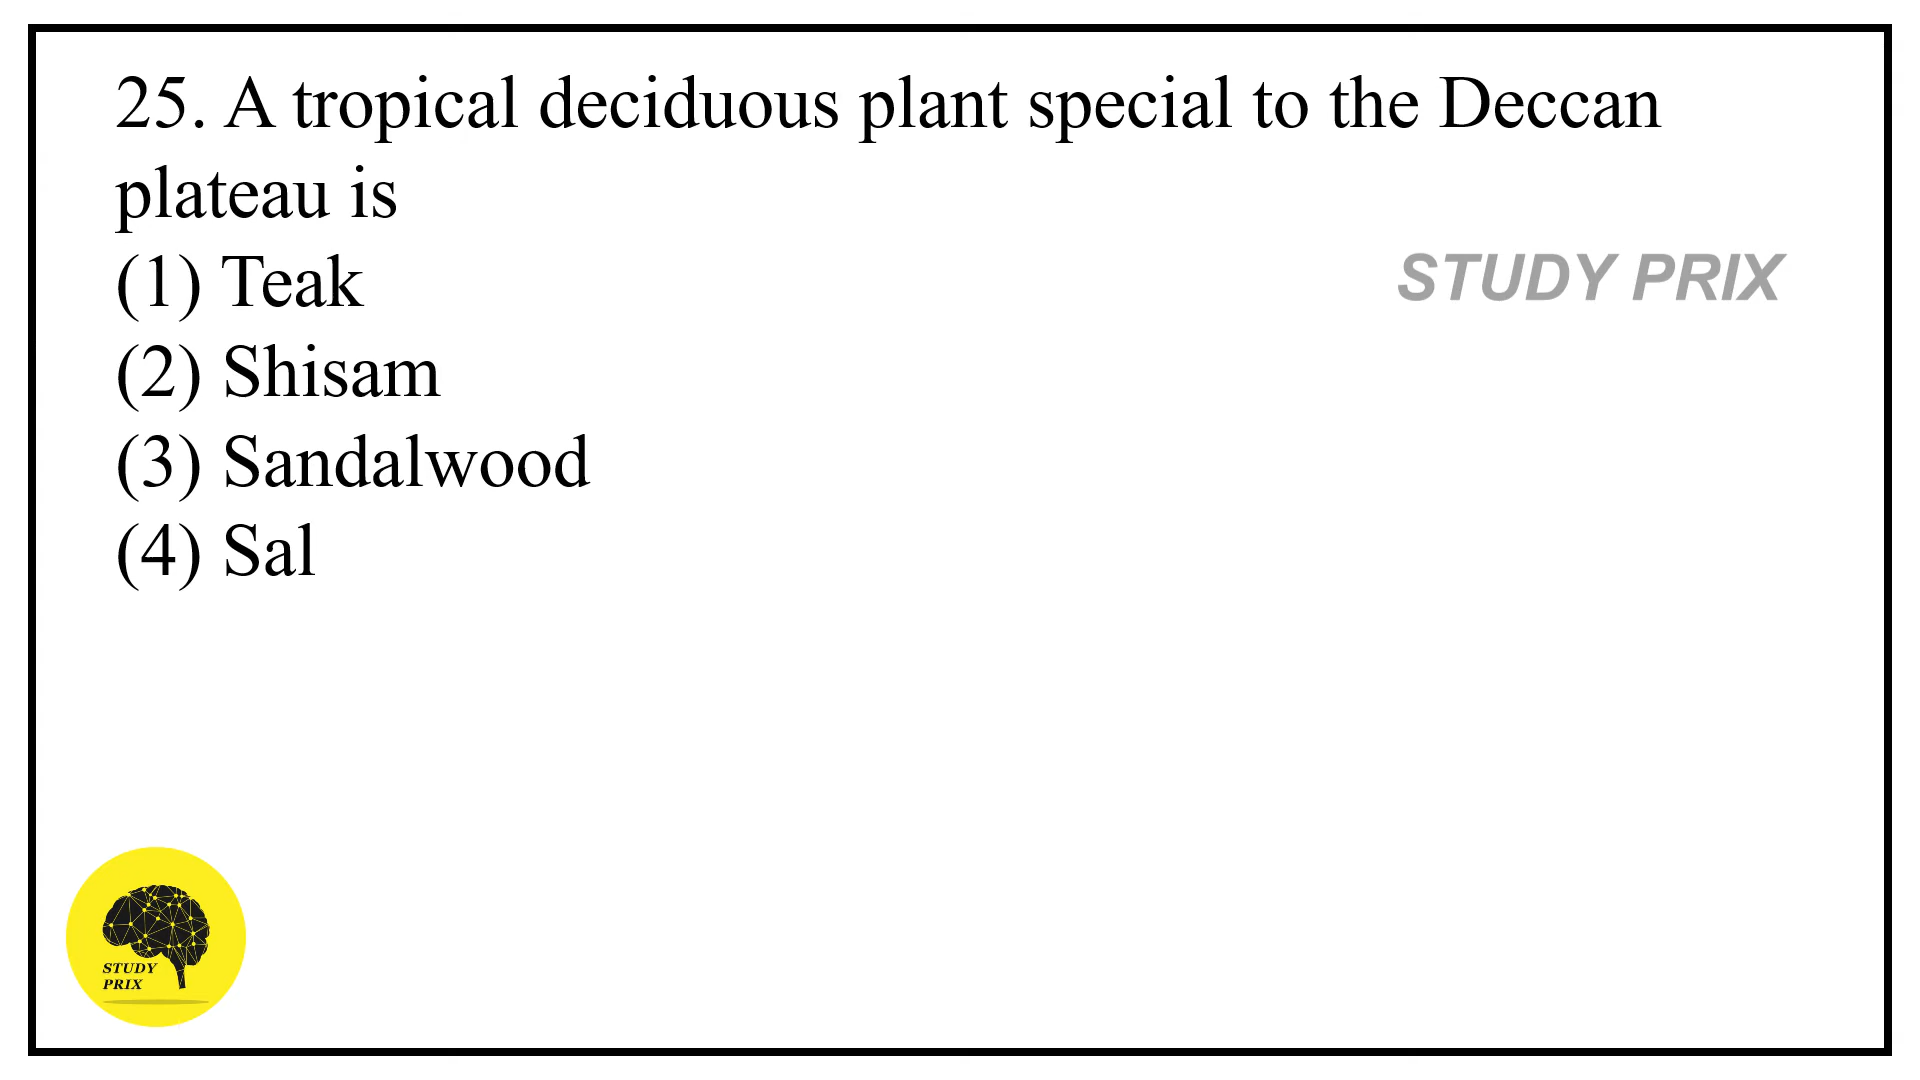 25. A tropical deciduous plant special to the Deccan
plateau is
(1) Teak
STUDY PRIX
(2) Shisam
(3) Sandalwood
(4) Sal
STUDY
PRIX